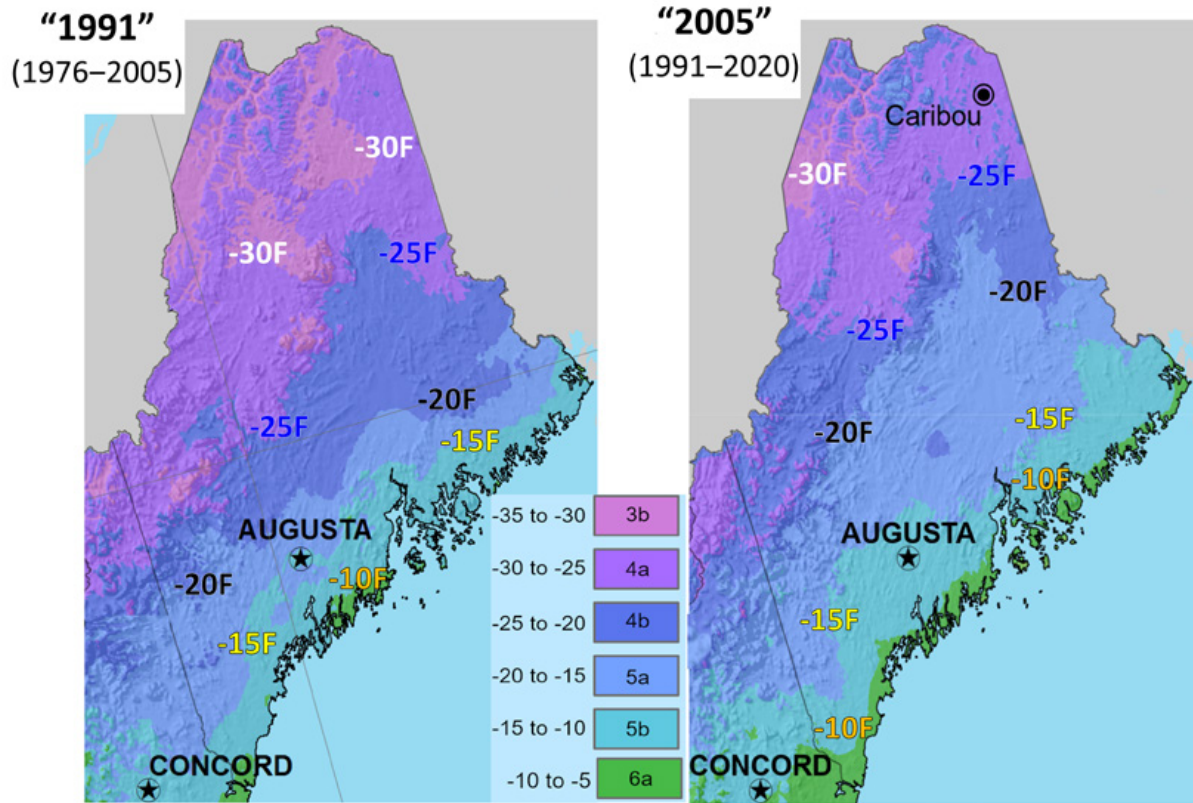 “1991”
(1976–2005)
-30F
-30F
-25F
-20F
-25F
-15F
AUGUSTA
-20F
-10F
-15F
CONCORD
-35 to -30 3b
-30 to -25 4a
-25 to -20 4b
-20 to -15 5a
-15 to -10 5b
-10 to -5 6a
“2005”
(1991–2020)
Caribou
-30F
-25F
-20F
-25F
-15F
-20F
-10F
AUGUSTA
-15F
-10F
CONCORD